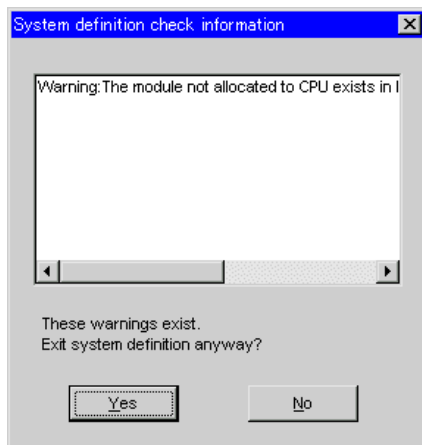 System definition check information
Warning:The module not allocated to CPU exists in
These warnings exist.
Exit system definition anyway?
Yes
No